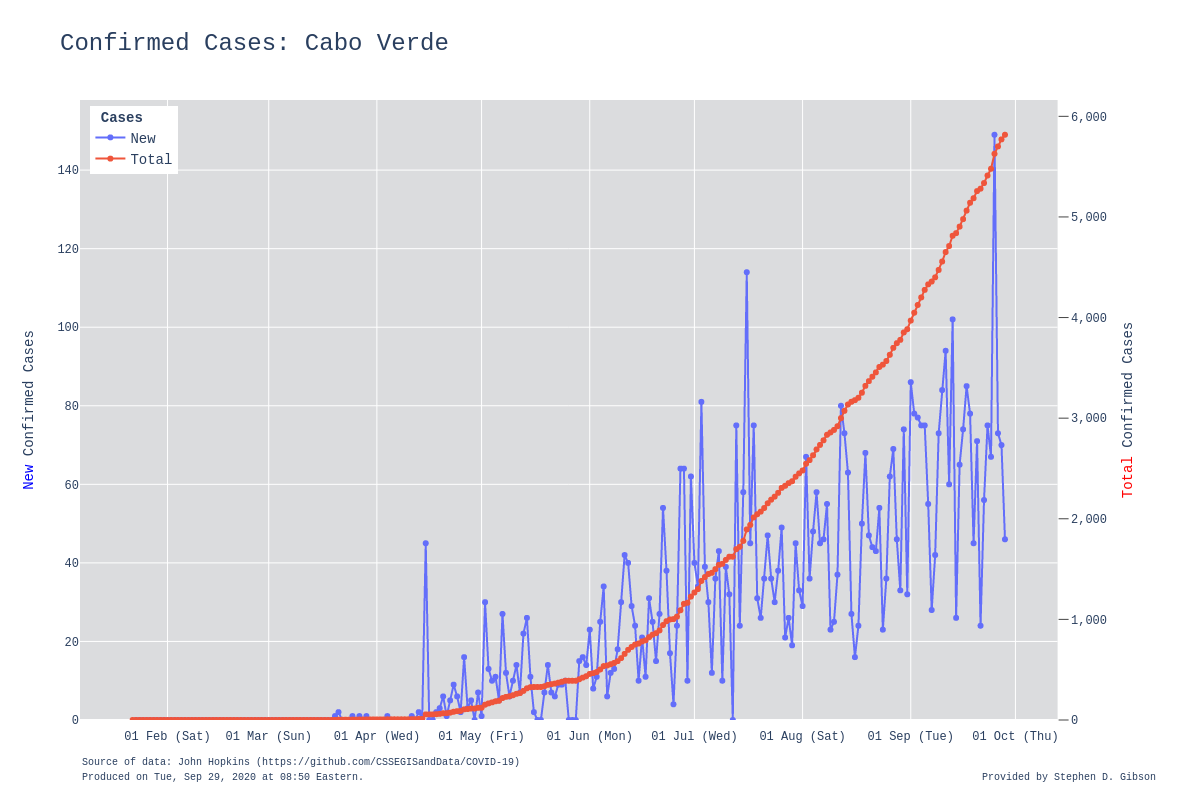 Confirmed Cases: Cabo Verde
Cases
New
Total
140
120
100
80
60
40
20
0
6,000
5,000
4,000
3,000
2,000
1,000
0
New Confirmed Cases
Total Confirmed Cases
01 Feb (Sat) 01 Mar (Sun) 01 Apr (Wed) 01 May (Fri) 01 Jun (Mon) 01 Jul (Wed) 01 Aug (Sat) 01 Sep (Tue) 01 Oct (Thu)
Source of data: John Hopkins (https://github.com/CSSEGISandData/COVID-19)
Produced on Tue, Sep 29, 2020 at 08:50 Eastern.
Provided by Stephen D. Gibson